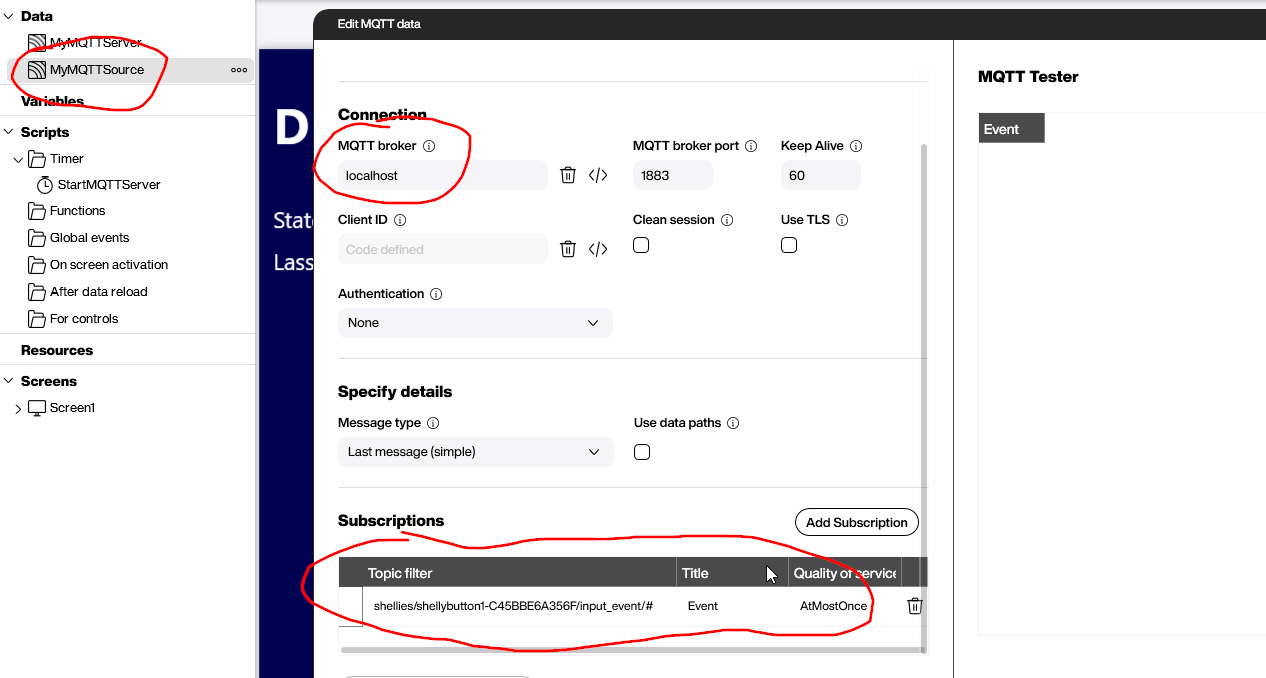 Data
MyMQTTServer
MyMQTTSource
Variables
Scripts
Timer
StartMQTTServer
Functions
Global events
On screen activation
After data reload
For controls
Resources
Screens
Screen1
D
Stat
Lass
Edit MQTT data
Connection
MQTT broker
MQTT broker port
Keep Alive
localhost
1883
60
Client ID
Clean session
Use TLS
Code defined
Authentication
None
Specify details
Message type
Use data paths
Last message (simple)
Subscriptions
Add Subscription
Topic filter Title Quality of service
shellies/shellybutton1-C45BBE6A356F/input_event/# Event AtMostOnce
MQTT Tester
Event